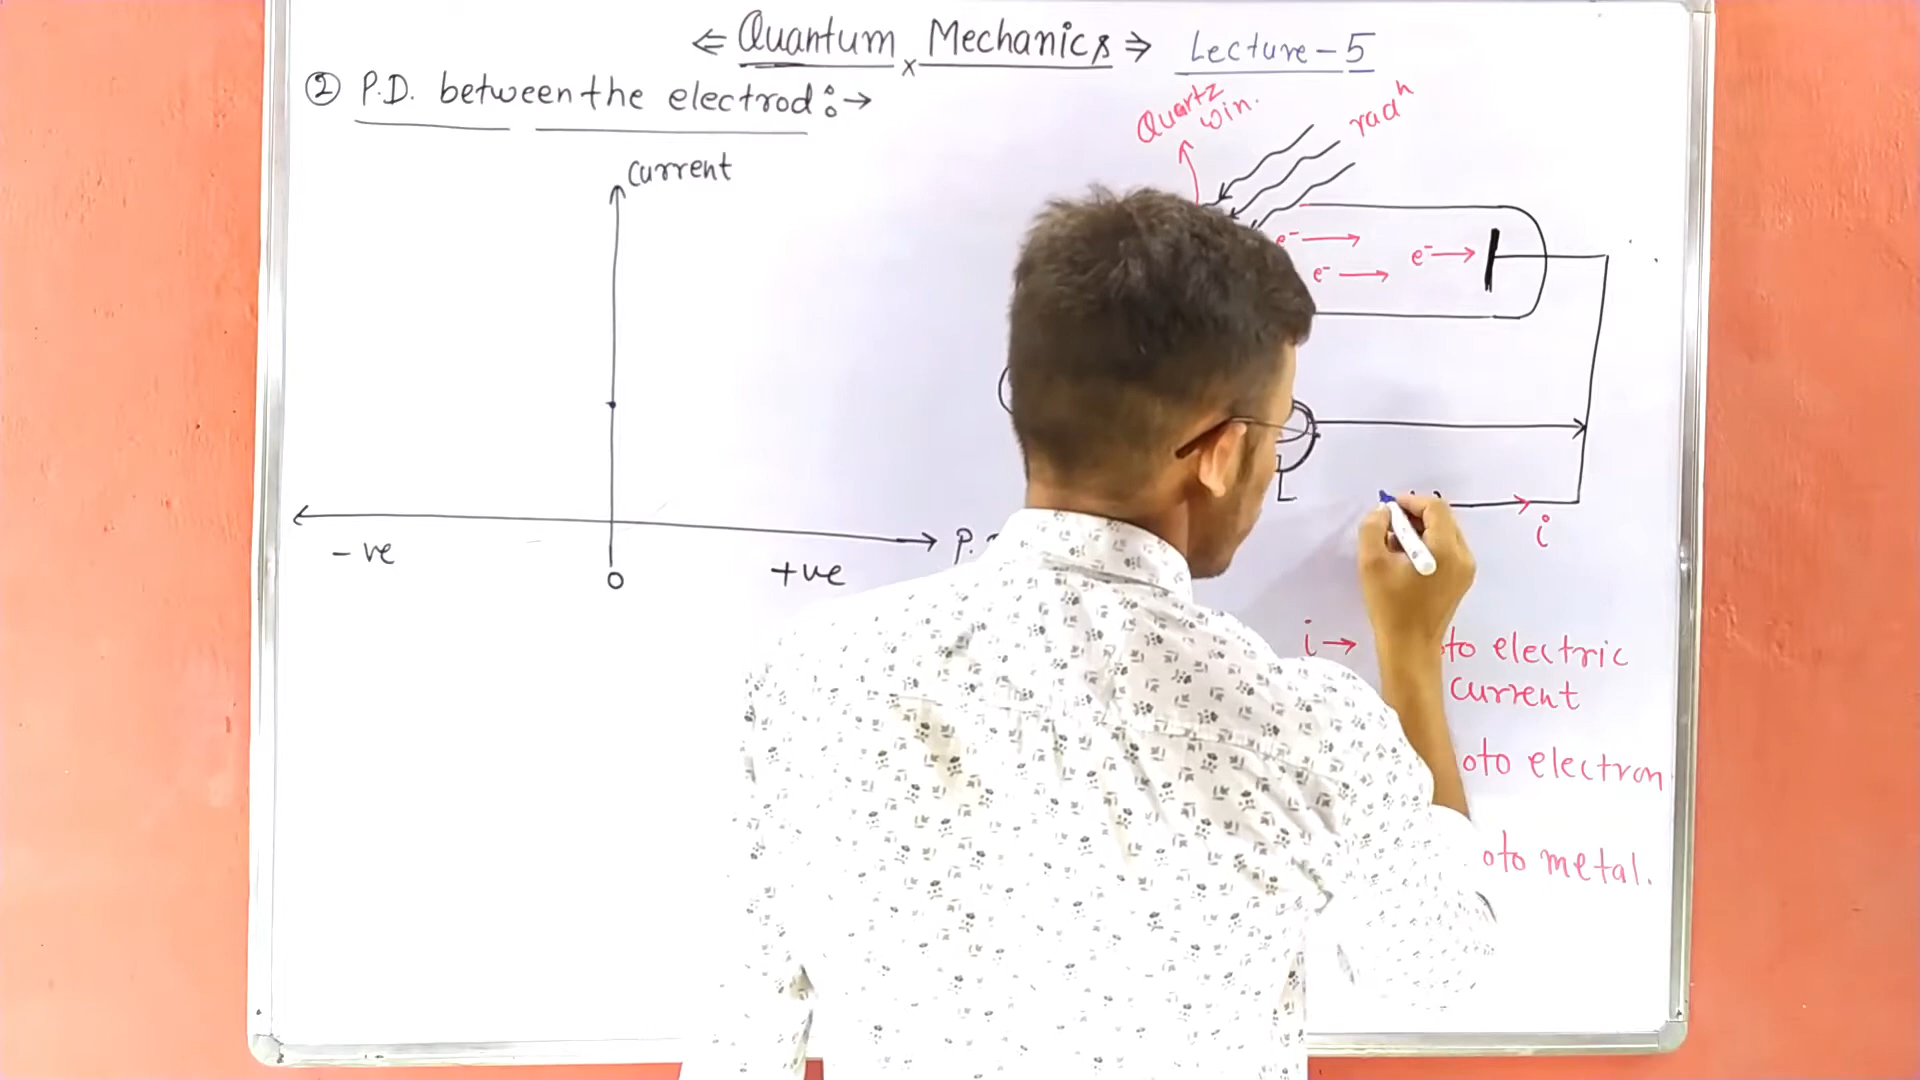 ⇐ Quantum Mechanics ⇒ Lecture-5
② P.D. between the electrod :→
Quartz
win.
radⁿ
current
e⁻ →
e⁻ →
e⁻ →
-ve
0
+ve
P.
i
i →
to electric
current
oto electron
oto metal.